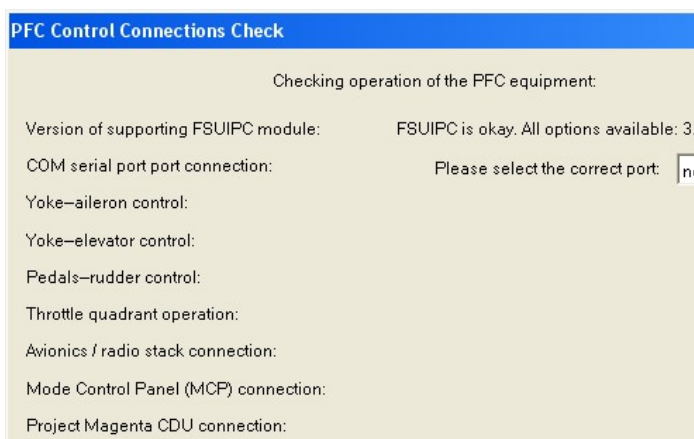 PFC Control Connections Check
Checking operation of the PFC equipment:
Version of supporting FSUIPC module: FSUIPC is okay. All options available: 3.
COM serial port port connection: Please select the correct port:
Yoke–aileron control:
Yoke–elevator control:
Pedals–rudder control:
Throttle quadrant operation:
Avionics / radio stack connection:
Mode Control Panel (MCP) connection:
Project Magenta CDU connection: